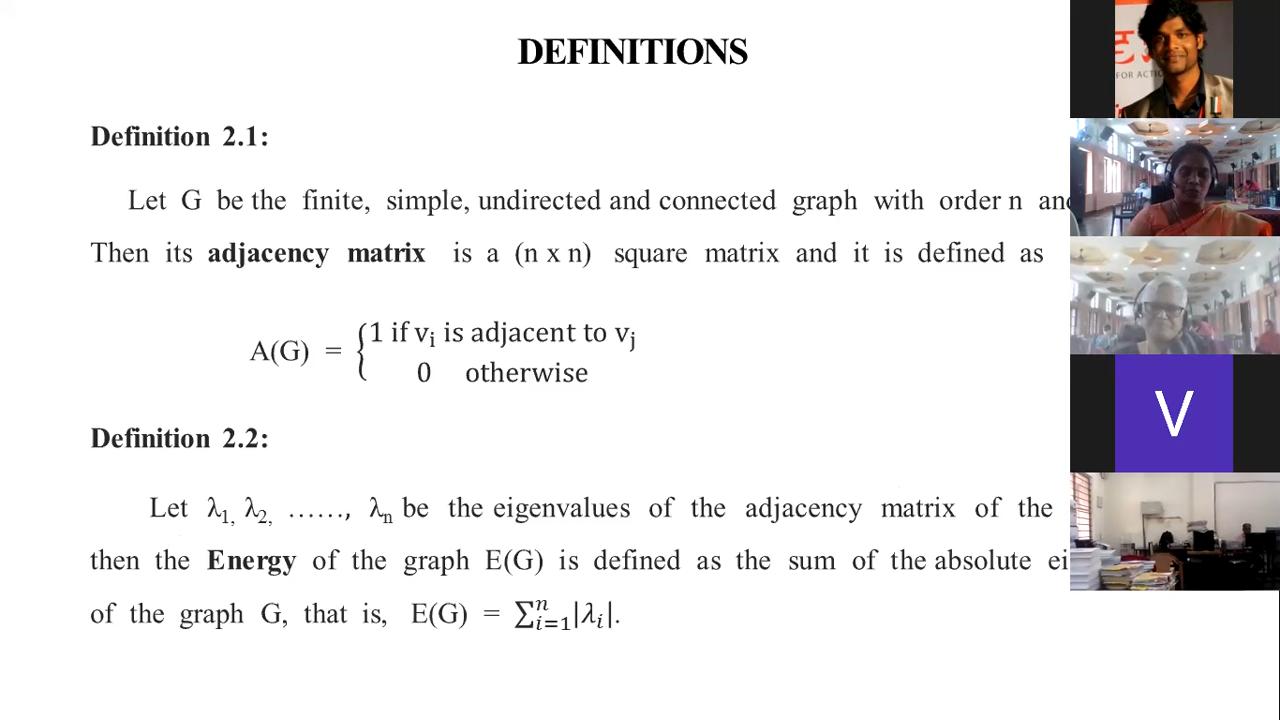 DEFINITIONS
Definition 2.1:
Let G be the finite, simple, undirected and connected graph with order n and
Then its adjacency matrix is a (n x n) square matrix and it is defined as
A(G) = {1 if vᵢ is adjacent to vⱼ
0 otherwise
Definition 2.2:
Let λ₁, λ₂, ……, λₙ be the eigenvalues of the adjacency matrix of the
then the Energy of the graph E(G) is defined as the sum of the absolute ei
of the graph G, that is, E(G) = ∑ⁿᵢ₌₁|λᵢ|.
FOR ACTIO
V